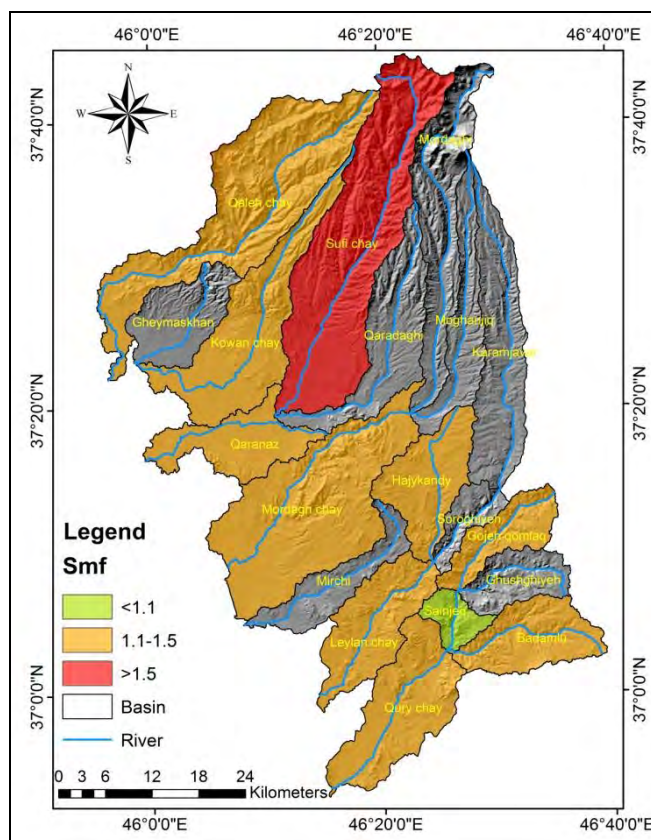 46°0'0"E 46°20'0"E 46°40'0"E
N
W E
S
37°40'0"N
37°40'0"N
Qaleh chay
Sufi chay
Gheymaskhan
Kowan chay
Qaradaghi
Maghanjiq
37°20'0"N
37°20'0"N
Qaranaz
Hajykandy
Mordagh chay
Legend
Smf
<1.1
1.1-1.5
>1.5
Basin
River
Mirchi
Gojeh-qomfaq
Ghushghiyeh
Sainjeq
Leylan chay
Badamlu
Qury chay
37°0'0"N
37°0'0"N
0 3 6 12 18 24
Kilometers
46°0'0"E 46°20'0"E 46°40'0"E